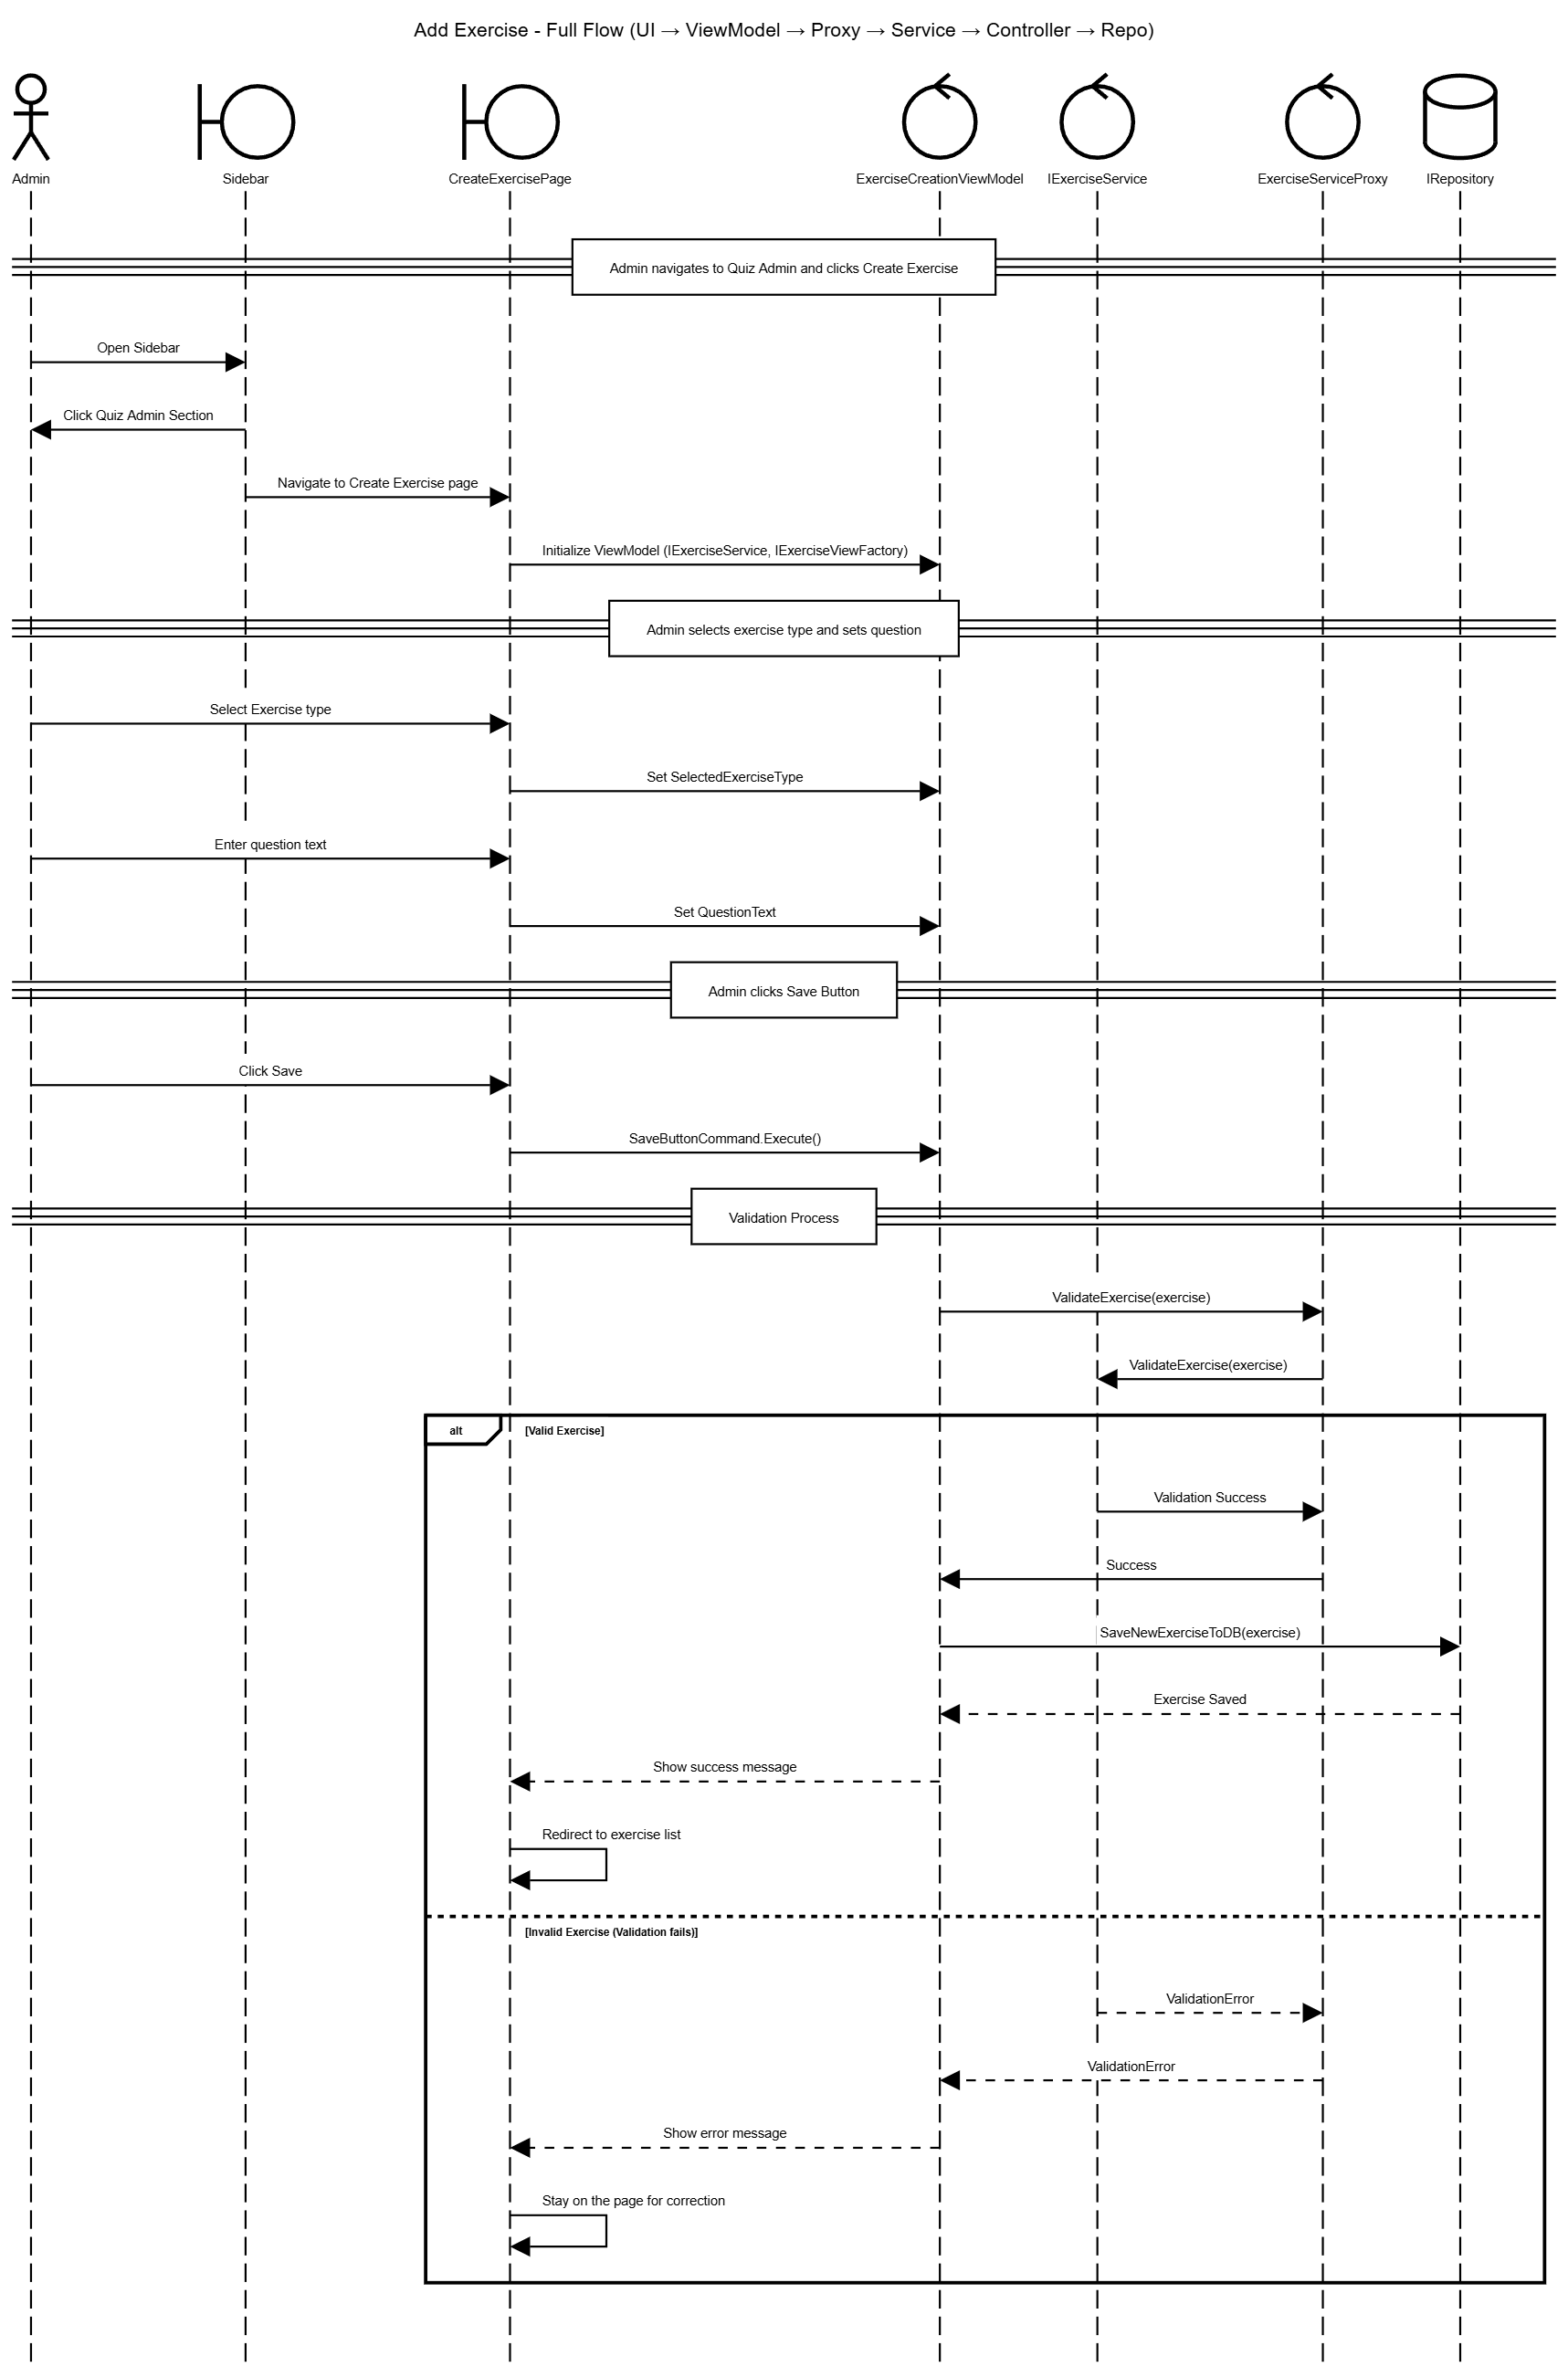 Add Exercise - Full Flow (UI → ViewModel → Proxy → Service → Controller → Repo)
Admin
Sidebar
CreateExercisePage
ExerciseCreationViewModel
IExerciseService
ExerciseServiceProxy
IRepository
Admin navigates to Quiz Admin and clicks Create Exercise
Open Sidebar
Click Quiz Admin Section
Navigate to Create Exercise page
Initialize ViewModel (IExerciseService, IExerciseViewFactory)
Admin selects exercise type and sets question
Select Exercise type
Set SelectedExerciseType
Enter question text
Set QuestionText
Admin clicks Save Button
Click Save
SaveButtonCommand.Execute()
Validation Process
ValidateExercise(exercise)
ValidateExercise(exercise)
alt
[Valid Exercise]
Validation Success
Success
SaveNewExerciseToDB(exercise)
Exercise Saved
Show success message
Redirect to exercise list
[Invalid Exercise (Validation fails)]
ValidationError
ValidationError
Show error message
Stay on the page for correction